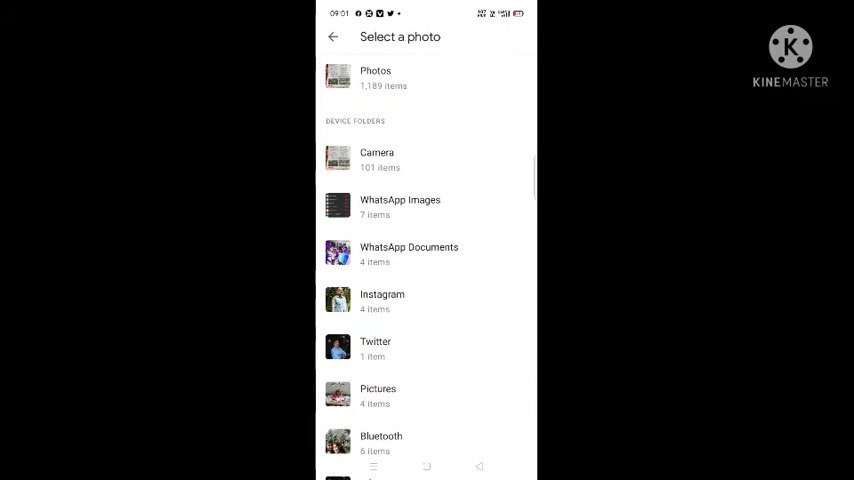 09:01
Select a photo
Photos
1,189 items
DEVICE FOLDERS
Camera
101 items
WhatsApp Images
7 items
WhatsApp Documents
4 items
Instagram
4 items
Twitter
1 item
Pictures
4 items
Bluetooth
6 items
K
KINEMASTER